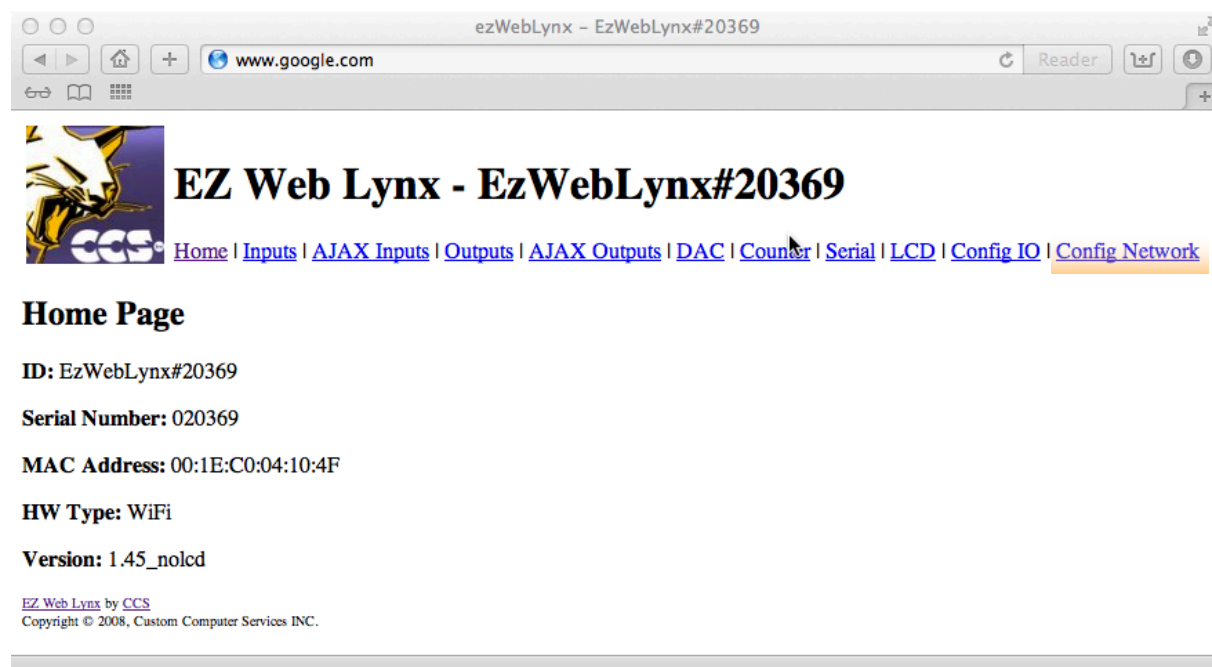 ezWebLynx – EzWebLynx#20369
www.google.com
Reader
EZ Web Lynx - EzWebLynx#20369
CCS
Home | Inputs | AJAX Inputs | Outputs | AJAX Outputs | DAC | Counter | Serial | LCD | Config IO | Config Network
Home Page
ID: EzWebLynx#20369
Serial Number: 020369
MAC Address: 00:1E:C0:04:10:4F
HW Type: WiFi
Version: 1.45_nolcd
EZ Web Lynx by CCS
Copyright © 2008, Custom Computer Services INC.